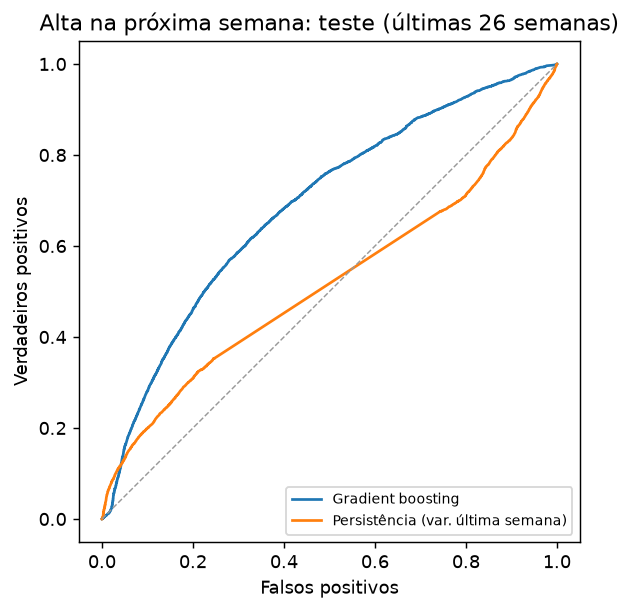 Alta na próxima semana: teste (últimas 26 semanas)
Verdadeiros positivos
1.0
0.8
0.6
0.4
0.2
0.0
Gradient boosting
Persistência (var. última semana)
0.0 0.2 0.4 0.6 0.8 1.0
Falsos positivos